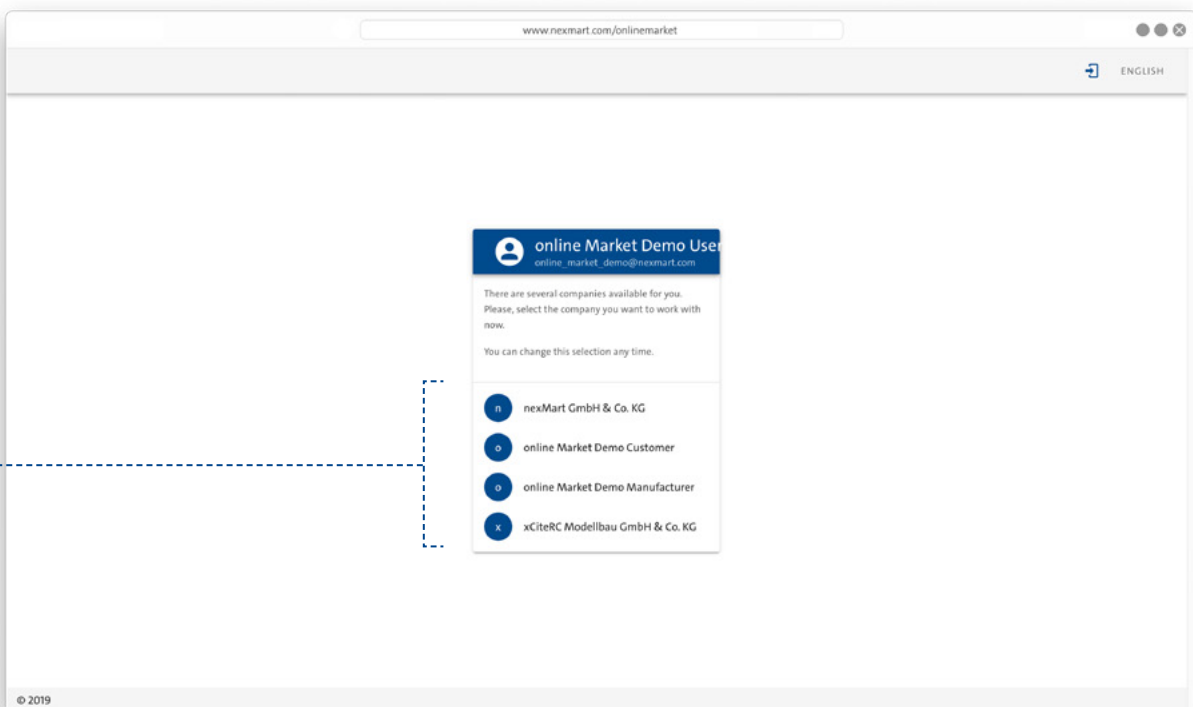 www.nexmart.com/onlinemarket
ENGLISH
online Market Demo User
online_market_demo@nexmart.com
There are several companies available for you.
Please, select the company you want to work with
now.
You can change this selection any time.
n nexMart GmbH & Co. KG
o online Market Demo Customer
o online Market Demo Manufacturer
x xCiteRC Modellbau GmbH & Co. KG
© 2019